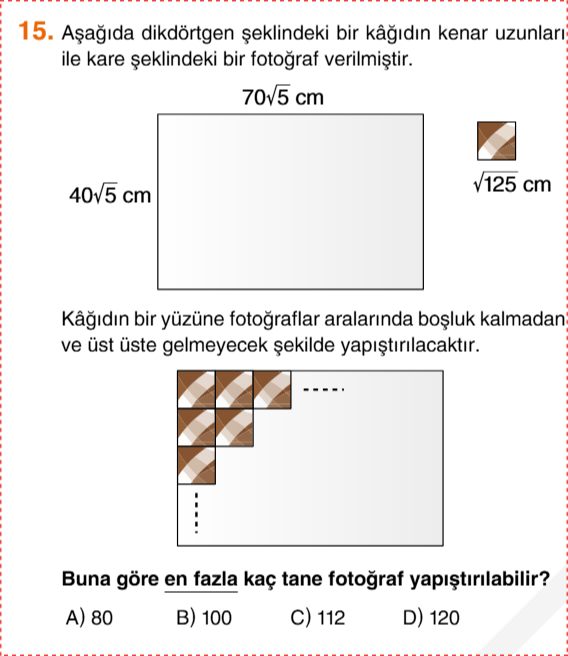 15. Aşağıda dikdörtgen şeklindeki bir kâğıdın kenar uzunları
ile kare şeklindeki bir fotoğraf verilmiştir.
70√5 cm
40√5 cm
√125 cm
Kâğıdın bir yüzüne fotoğraflar aralarında boşluk kalmadan
ve üst üste gelmeyecek şekilde yapıştırılacaktır.
Buna göre en fazla kaç tane fotoğraf yapıştırılabilir?
A) 80 B) 100 C) 112 D) 120